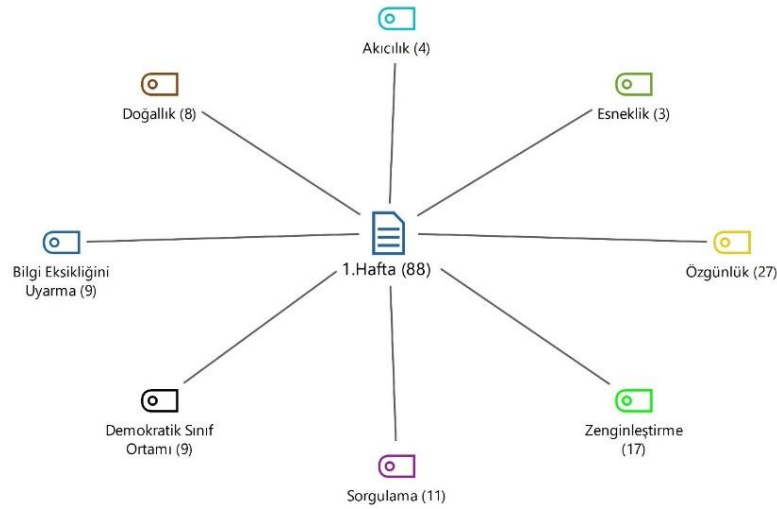 Akıcılık (4)
Doğallık (8)
Esneklik (3)
Bilgi Eksikliğini
Uyarma (9)
1.Hafta (88)
Özgünlük (27)
Demokratik Sınıf
Ortamı (9)
Zenginleştirme
(17)
Sorgulama (11)